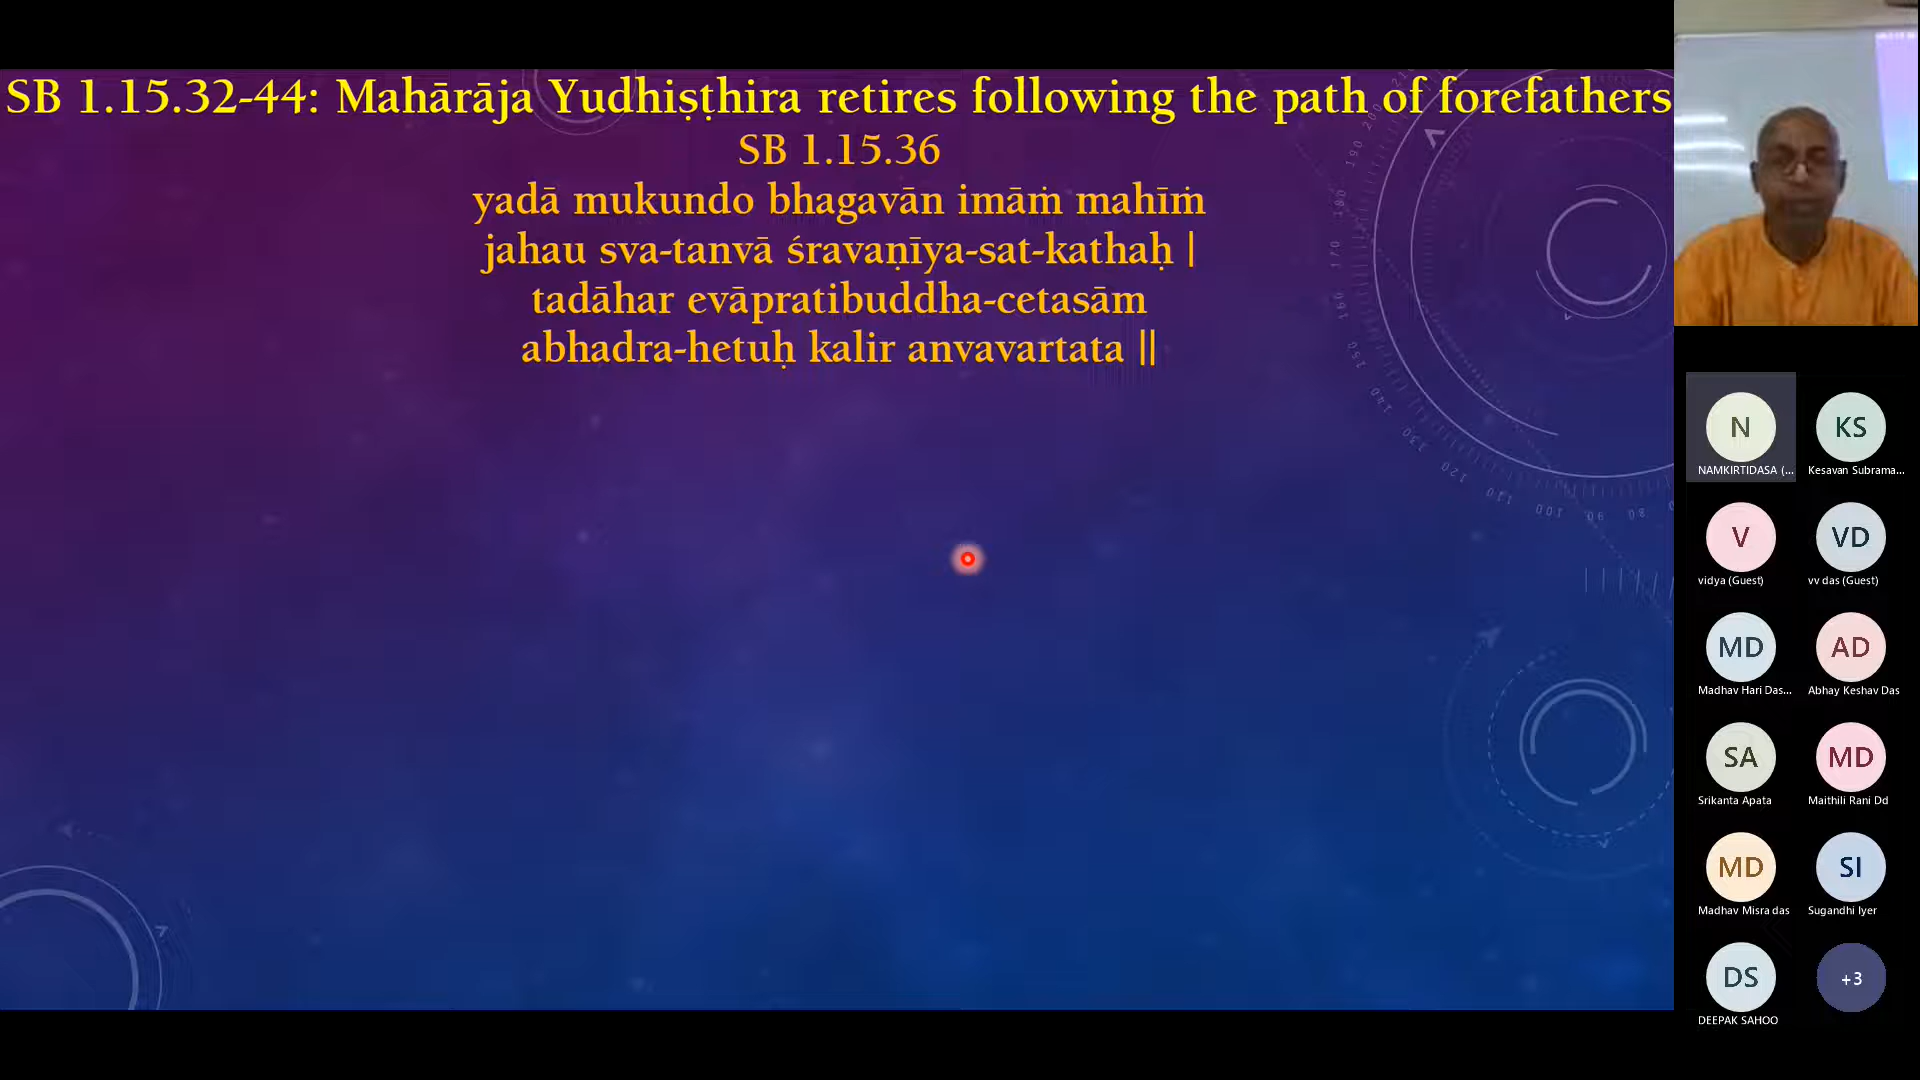 SB 1.15.32-44: Mahārāja Yudhiṣṭhira retires following the path of forefathers
SB 1.15.36
yadā mukundo bhagavān imāṁ mahīṁ
jahau sva-tanvā śravaṇīya-sat-kathaḥ |
tadāhar evāpratibuddha-cetasām
abhadra-hetuḥ kalir anvavartata ||
N
KS
NAMKIRTIDASA (...
Kesavan Subrama...
V
VD
vidya (Guest)
vv das (Guest)
MD
AD
Madhav Hari Das...
Abhay Keshav Das
SA
MD
Srikanta Apata
Maithili Rani Dd
MD
SI
Madhav Misra das
Sugandhi Iyer
DS
+3
DEEPAK SAHOO